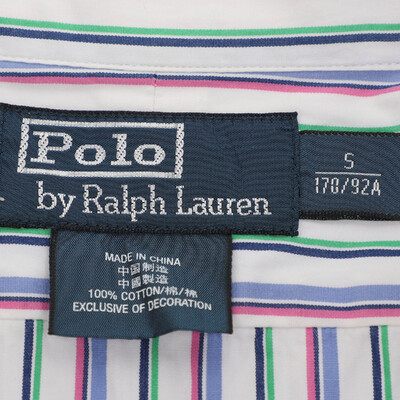 Polo
by Ralph Lauren
S
170/92A
MADE IN CHINA
中国制造
中國製造
100% COTTON/棉/棉
EXCLUSIVE OF DECORATION